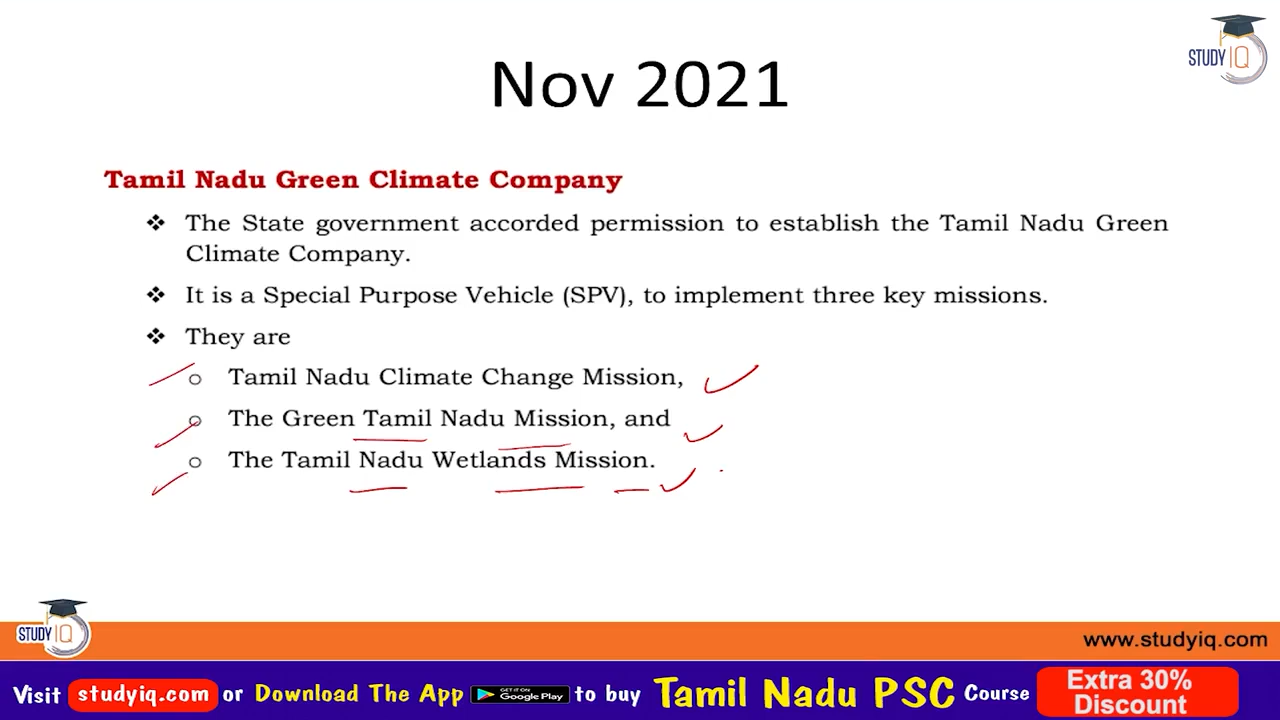 STUDY IQ
Nov 2021
Tamil Nadu Green Climate Company
❖ The State government accorded permission to establish the Tamil Nadu Green
Climate Company.
❖ It is a Special Purpose Vehicle (SPV), to implement three key missions.
❖ They are
o Tamil Nadu Climate Change Mission,
o The Green Tamil Nadu Mission, and
o The Tamil Nadu Wetlands Mission.
STUDY IQ
www.studyiq.com
Visit studyiq.com or Download The App GET IT ON Google Play to buy Tamil Nadu PSC Course Extra 30%
Discount